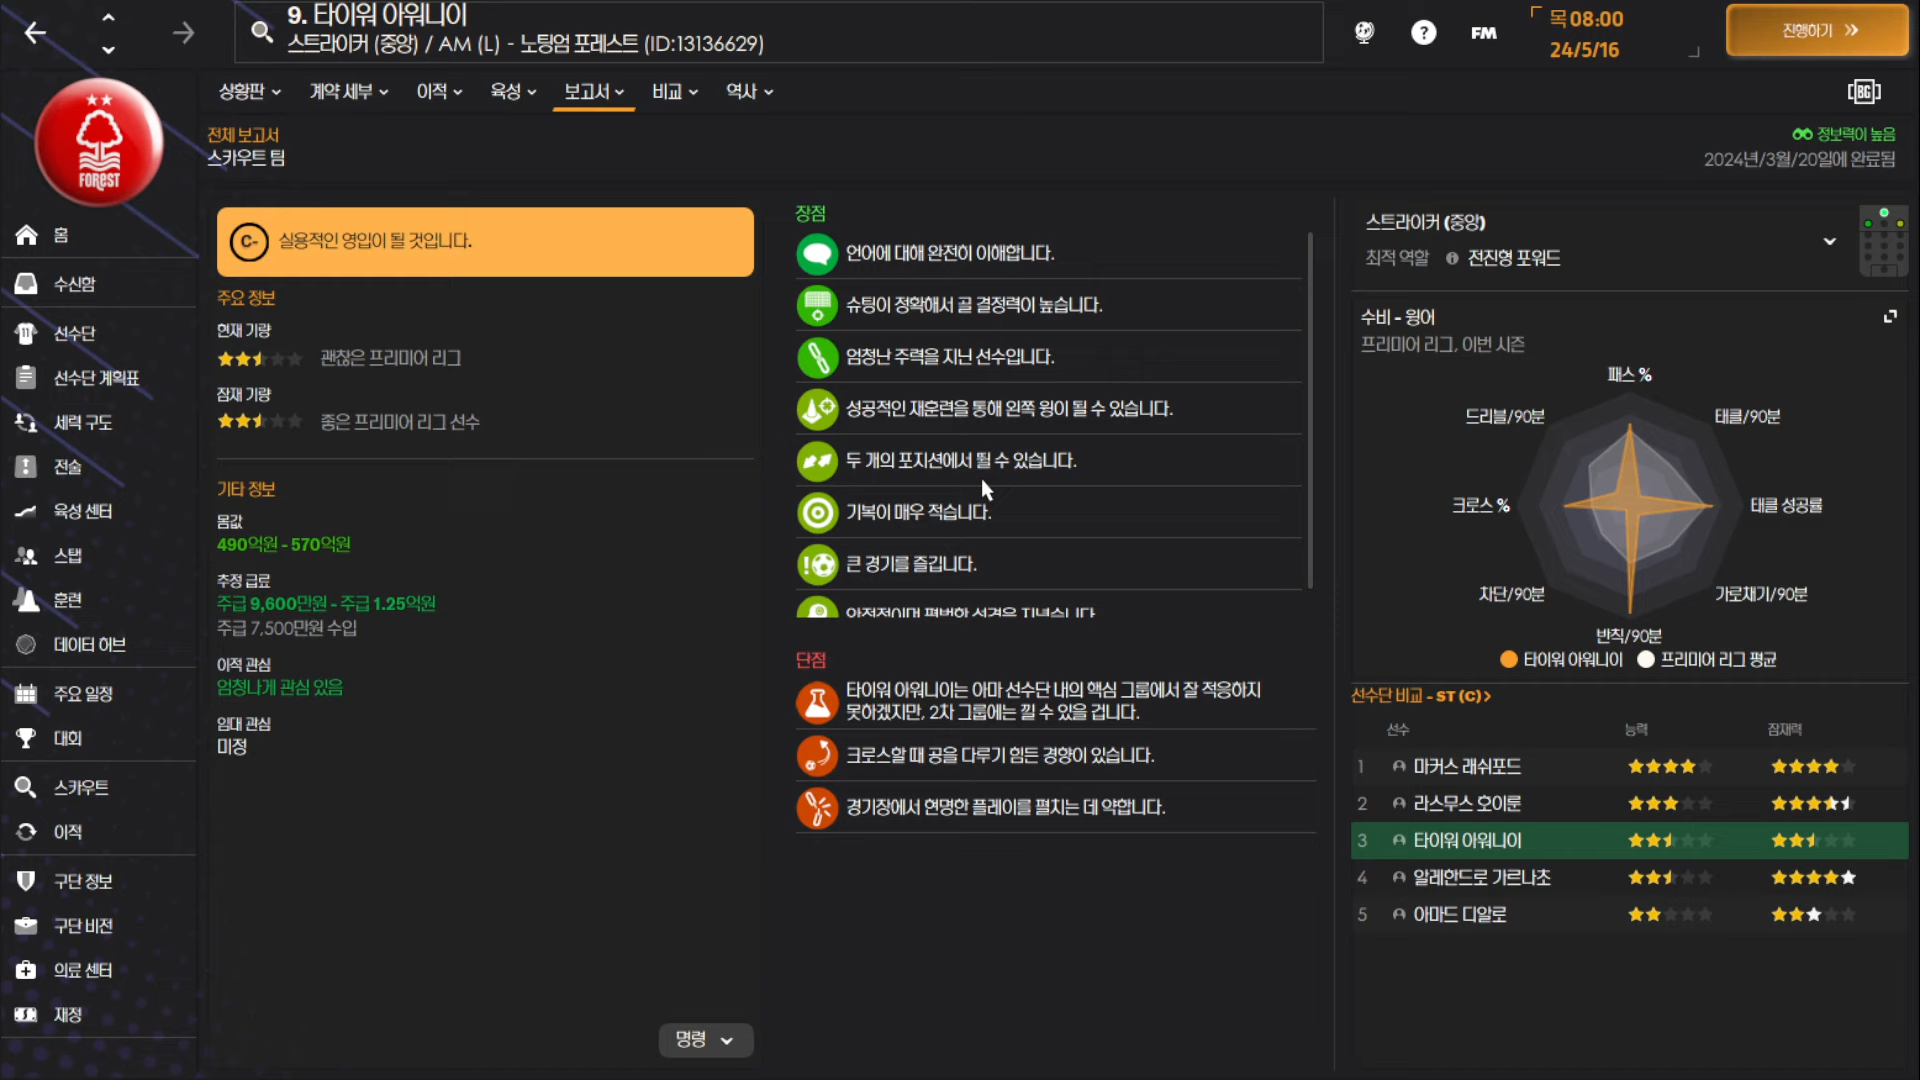 9. 타이워 아워니이
스트라이커 (중앙) / AM (L) - 노팅엄 포레스트 (ID:13136629)
?
FM
목 08:00
24/5/16
진행하기
상황판
계약 세부
이적
육성
보고서
비교
역사
[BG]
전체 보고서
스카우트 팀
정보력이 높음
2024년/3월/20일에 완료됨
FOREST
홈
수신함
선수단
선수단 계획표
세력 구도
전술
육성 센터
스탭
훈련
데이터 허브
주요 일정
대회
스카우트
이적
구단 정보
구단 비전
의료 센터
재정
C- 실용적인 영입이 될 것입니다.
주요 정보
현재 기량
괜찮은 프리미어 리그
잠재 기량
좋은 프리미어 리그 선수
기타 정보
몸값
490억원 - 570억원
추정 급료
주급 9,600만원 - 주급 1.25억원
주급 7,500만원 수입
이적 관심
엄청나게 관심 있음
임대 관심
미정
명령
장점
언어에 대해 완전히 이해합니다.
슈팅이 정확해서 골 결정력이 높습니다.
엄청난 주력을 지닌 선수입니다.
성공적인 재훈련을 통해 왼쪽 윙이 될 수 있습니다.
두 개의 포지션에서 뛸 수 있습니다.
기복이 매우 적습니다.
큰 경기를 즐깁니다.
단점
타이워 아워니이는 아마 선수단 내의 핵심 그룹에서 잘 적응하지
못하겠지만, 2차 그룹에는 낄 수 있을 겁니다.
크로스할 때 공을 다루기 힘든 경향이 있습니다.
경기장에서 현명한 플레이를 펼치는 데 약합니다.
스트라이커 (중앙)
최적 역할 전진형 포워드
수비 - 윙어
프리미어 리그, 이번 시즌
패스 %
드리블/90분
태클/90분
크로스 %
태클 성공률
차단/90분
가로채기/90분
반칙/90분
타이워 아워니이
프리미어 리그 평균
선수단 비교 - ST (C) >
선수 능력 잠재력
1 마커스 래쉬포드
2 라스무스 호이룬
3 타이워 아워니이
4 알레한드로 가르나초
5 아마드 디알로